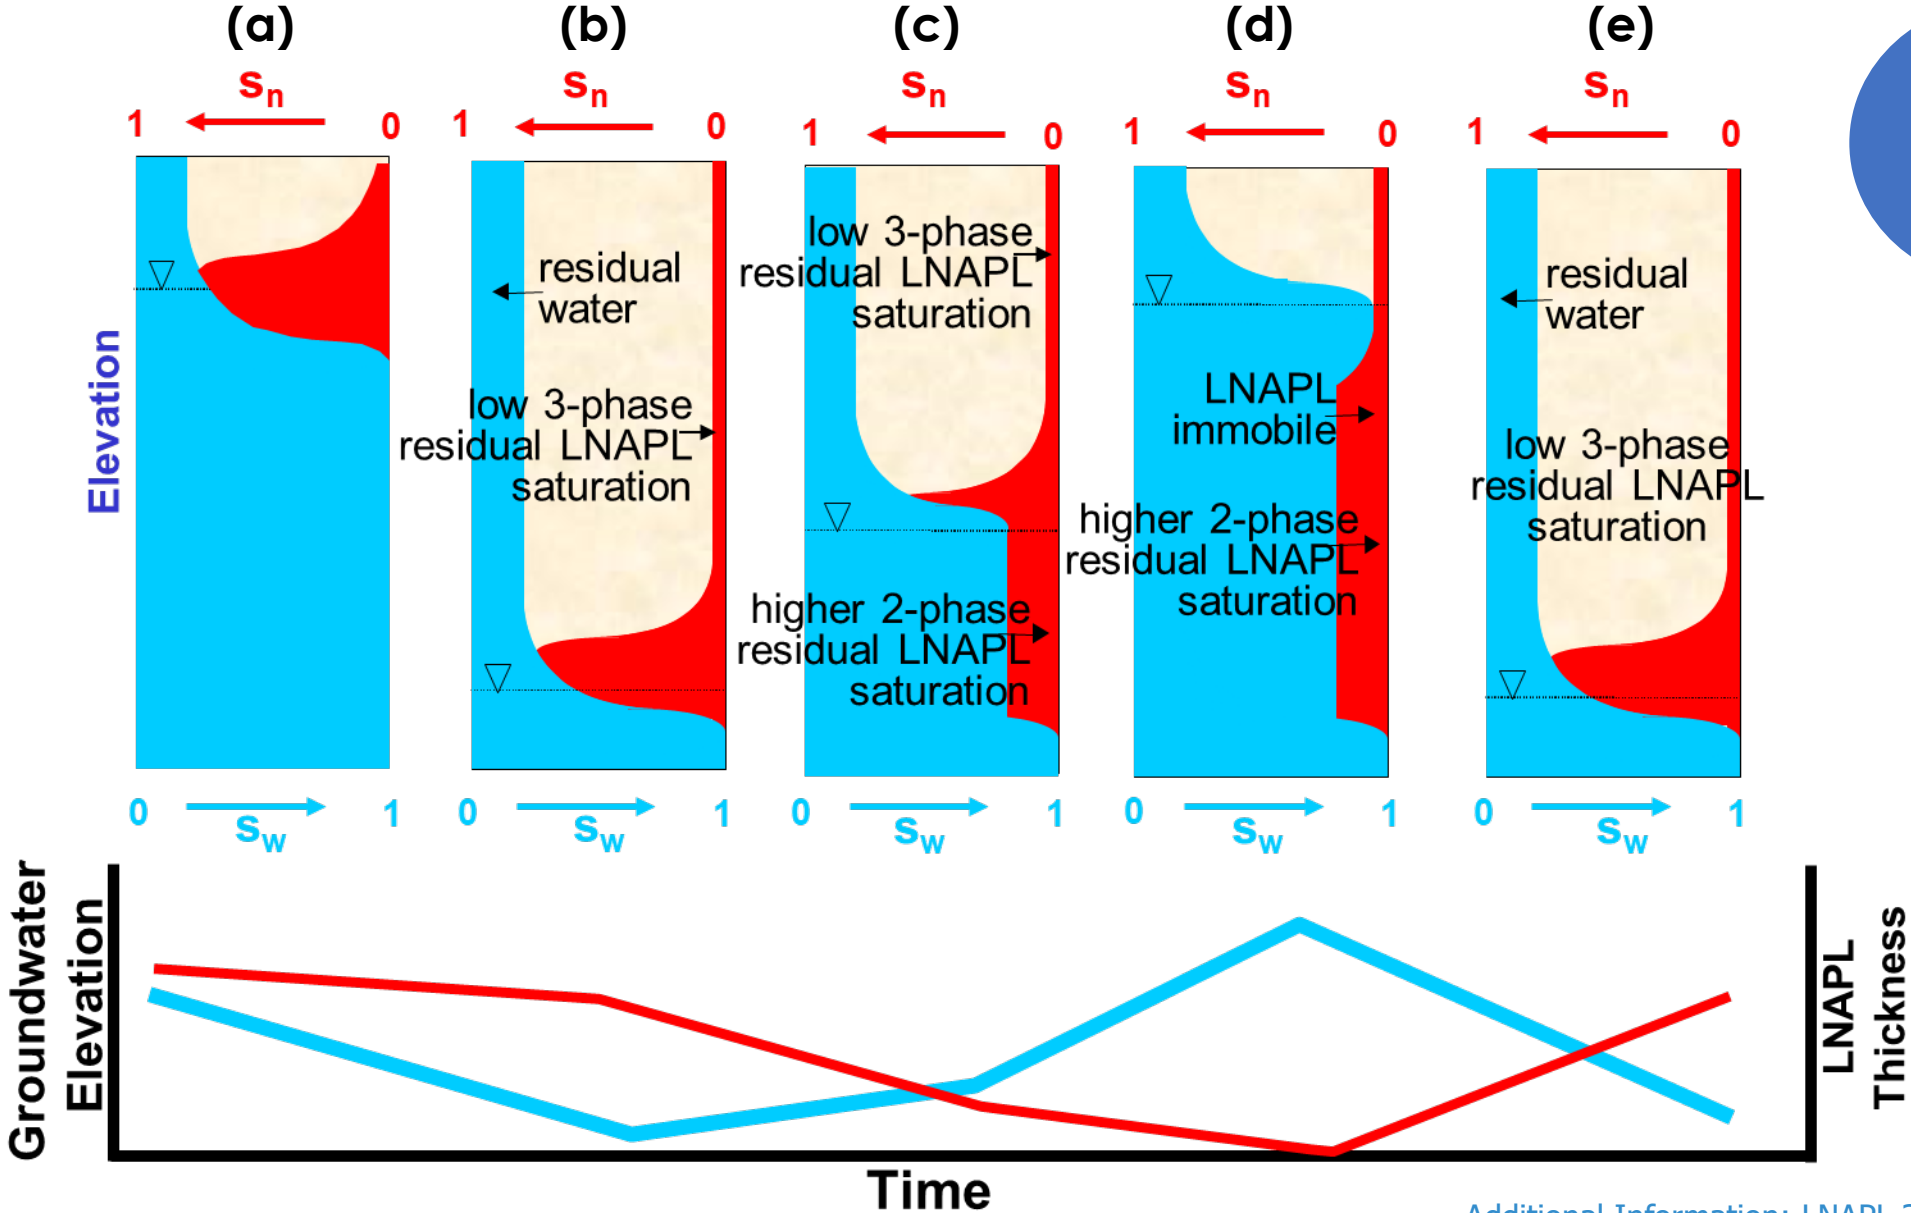 (a) (b) (c) (d) (e)
sn sn sn sn sn
1 0 1 0 1 0 1 0 1 0
Elevation
residual
water
low 3-phase
residual LNAPL
saturation
low 3-phase
residual LNAPL
saturation
higher 2-phase
residual LNAPL
saturation
LNAPL
immobile
higher 2-phase
residual LNAPL
saturation
residual
water
low 3-phase
residual LNAPL
saturation
0 1 0 1 0 1 0 1 0 1
sw sw sw sw sw
Groundwater
Elevation
LNAPL
Thickness
Time
Additional Information: LNAPL